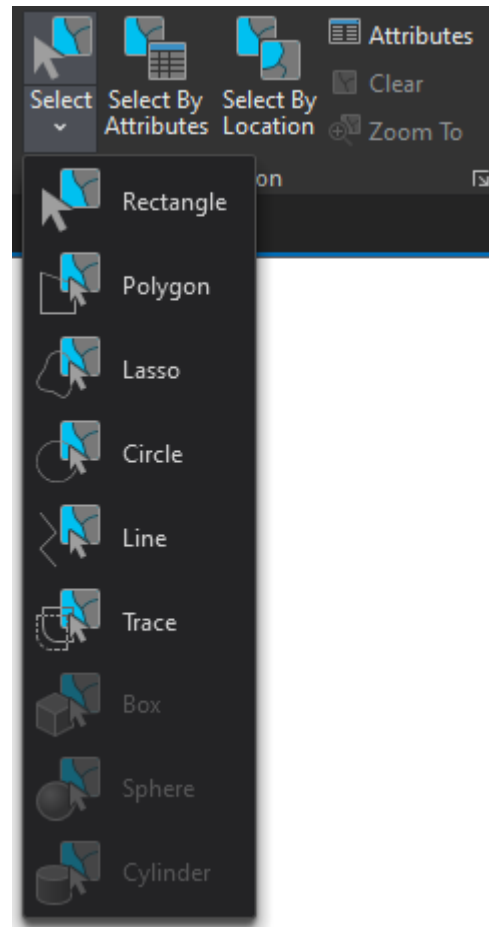 Select
Select By
Attributes
Select By
Location
Attributes
Clear
Zoom To
on
Rectangle
Polygon
Lasso
Circle
Line
Trace
Box
Sphere
Cylinder